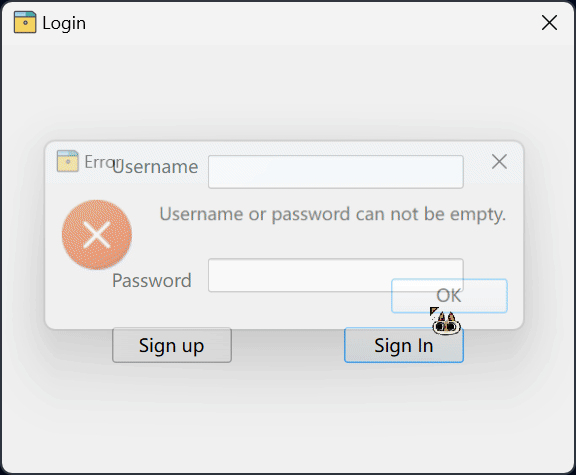 Login
Error
Username
Username or password can not be empty.
Password
OK
Sign up
Sign In